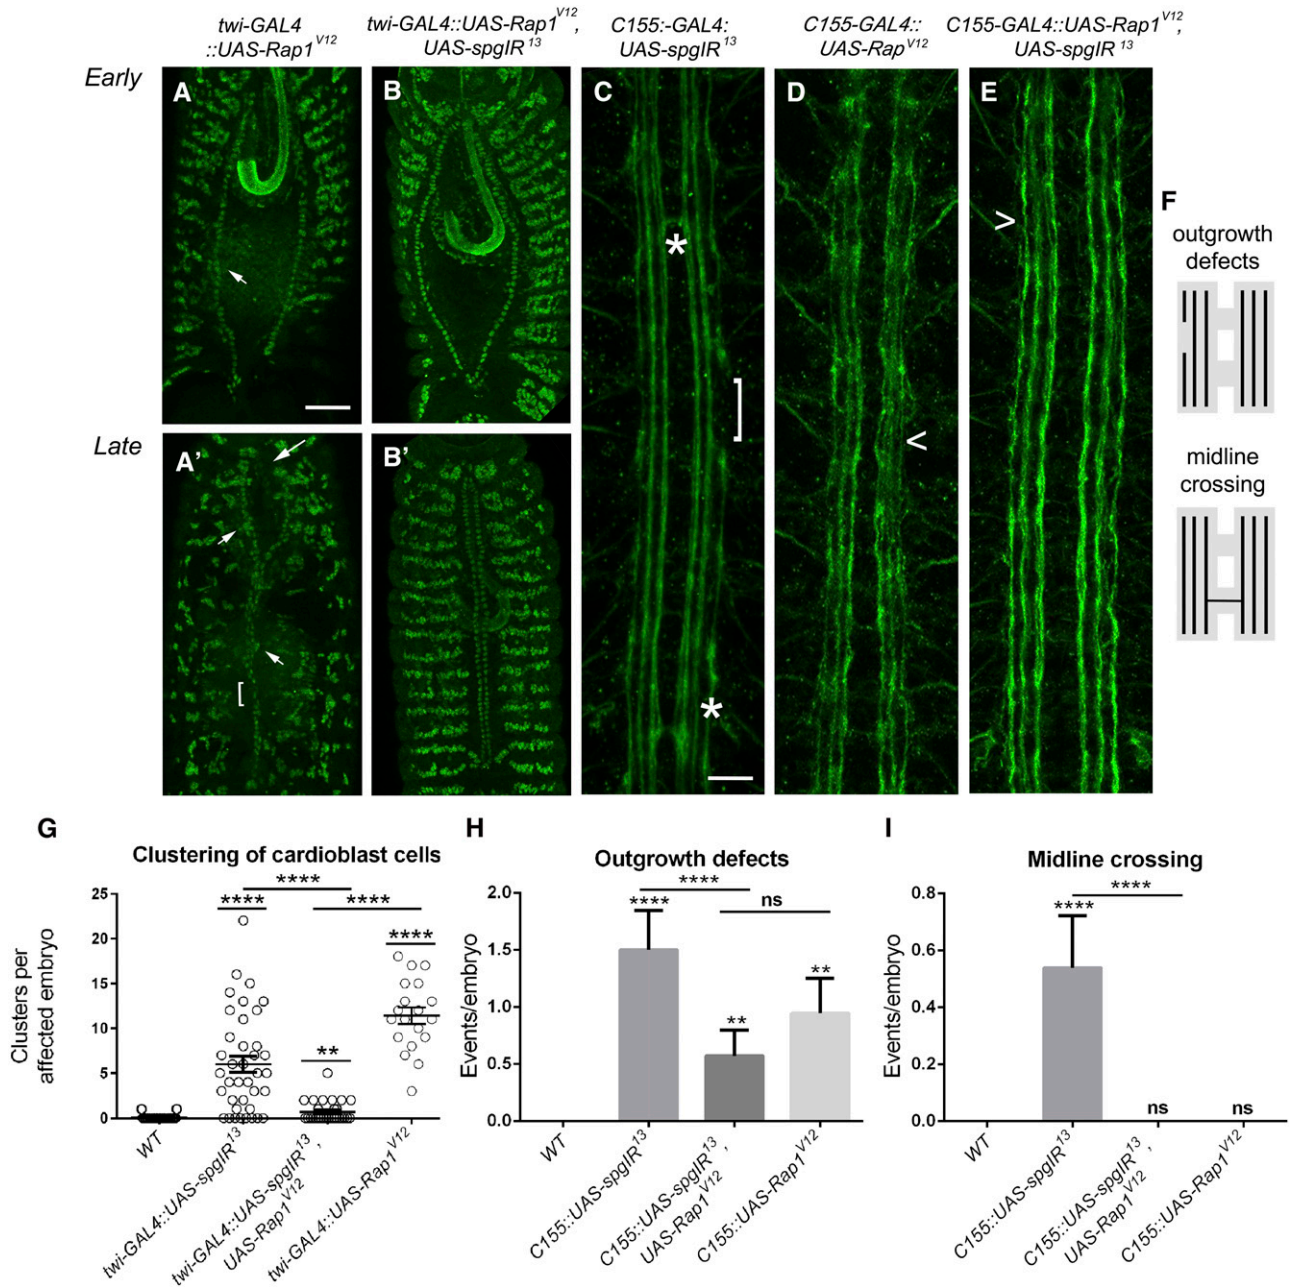 twi-GAL4
::UAS-Rap1V12
twi-GAL4::UAS-Rap1V12,
UAS-spgIR13
C155:-GAL4:
UAS-spgIR13
C155-GAL4::
UAS-RapV12
C155-GAL4::UAS-Rap1V12,
UAS-spgIR13
Early
A
B
C
D
E
*
>
<
]
F
outgrowth
defects
Late
A'
B'
[
*
midline
crossing
G
Clustering of cardioblast cells
Clusters per
affected embryo
25
20
15
10
5
0
****
****
****
**
****
WT
twi-GAL4::UAS-spgIR13
twi-GAL4::UAS-spgIR13,
UAS-Rap1V12
twi-GAL4::UAS-Rap1V12
H
Outgrowth defects
Events/embryo
2.0
1.5
1.0
0.5
0.0
****
****
ns
**
**
WT
C155::UAS-spgIR13
C155::UAS-spgIR13,
UAS-Rap1V12
C155::UAS-Rap1V12
I
Midline crossing
Events/embryo
0.8
0.6
0.4
0.2
0.0
****
****
ns
ns
WT
C155::UAS-spgIR13
C155::UAS-spgIR13,
UAS-Rap1V12
C155::UAS-Rap1V12